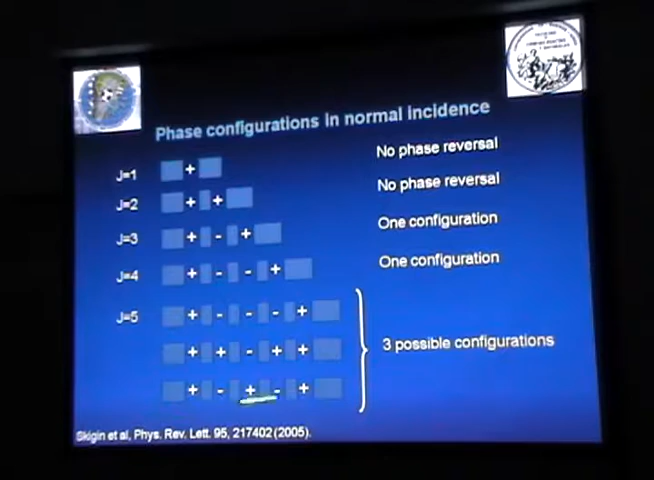 Phase configurations in normal incidence
J=1 + No phase reversal
J=2 + + No phase reversal
J=3 + - + One configuration
J=4 + - - + One configuration
J=5 + - - - +
+ + - + + 3 possible configurations
+ - + - +
Skigin et al, Phys. Rev. Lett. 95, 217402 (2005).